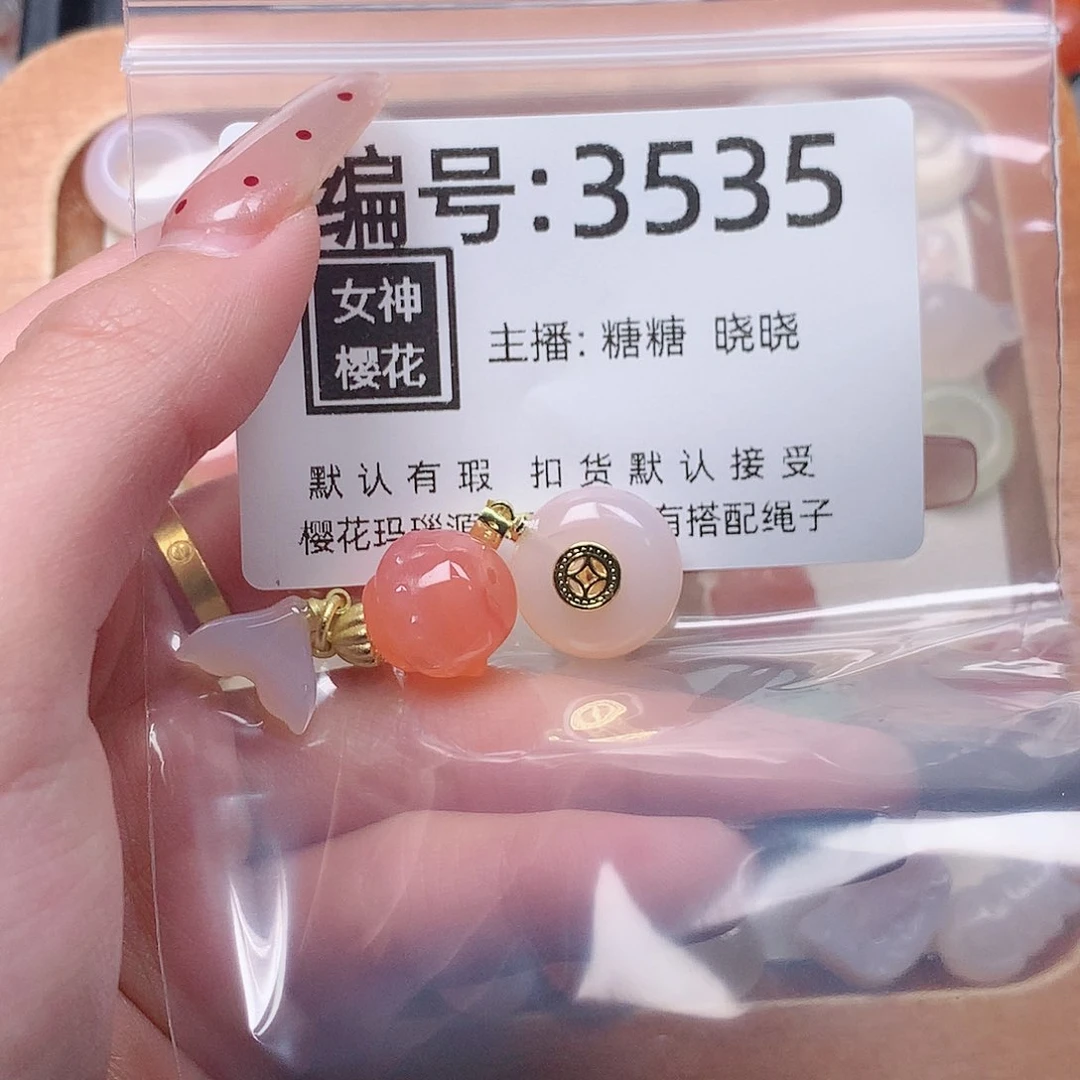 编号:3535
女神
樱花
主播: 糖糖 晓晓
默认有瑕 扣货默认接受
樱花玛瑙源 有搭配绳子